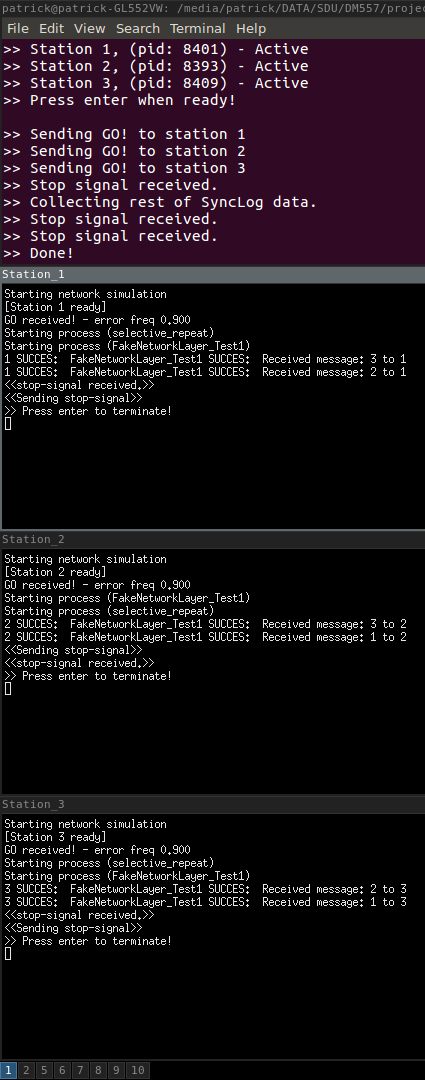 patrick@patrick-GL552VW: /media/patrick/DATA/SDU/DM557/projec
File Edit View Search Terminal Help
>> Station 1, (pid: 8401) - Active
>> Station 2, (pid: 8393) - Active
>> Station 3, (pid: 8409) - Active
>> Press enter when ready!
>> Sending GO! to station 1
>> Sending GO! to station 2
>> Sending GO! to station 3
>> Stop signal received.
>> Collecting rest of SyncLog data.
>> Stop signal received.
>> Stop signal received.
>> Done!
Station_1
Starting network simulation
[Station 1 ready]
GO received! - error freq 0.900
Starting process (selective_repeat)
Starting process (FakeNetworkLayer_Test1)
1 SUCCES:  FakeNetworkLayer_Test1 SUCCES:  Received message: 3 to 1
1 SUCCES:  FakeNetworkLayer_Test1 SUCCES:  Received message: 2 to 1
<<stop-signal received.>>
<<Sending stop-signal>>
>> Press enter to terminate!
Station_2
Starting network simulation
[Station 2 ready]
GO received! - error freq 0.900
Starting process (FakeNetworkLayer_Test1)
Starting process (selective_repeat)
2 SUCCES:  FakeNetworkLayer_Test1 SUCCES:  Received message: 3 to 2
2 SUCCES:  FakeNetworkLayer_Test1 SUCCES:  Received message: 1 to 2
<<Sending stop-signal>>
<<stop-signal received.>>
>> Press enter to terminate!
Station_3
Starting network simulation
[Station 3 ready]
GO received! - error freq 0.900
Starting process (selective_repeat)
Starting process (FakeNetworkLayer_Test1)
3 SUCCES:  FakeNetworkLayer_Test1 SUCCES:  Received message: 2 to 3
3 SUCCES:  FakeNetworkLayer_Test1 SUCCES:  Received message: 1 to 3
<<stop-signal received.>>
<<Sending stop-signal>>
>> Press enter to terminate!
1 2 5 6 7 8 9 10